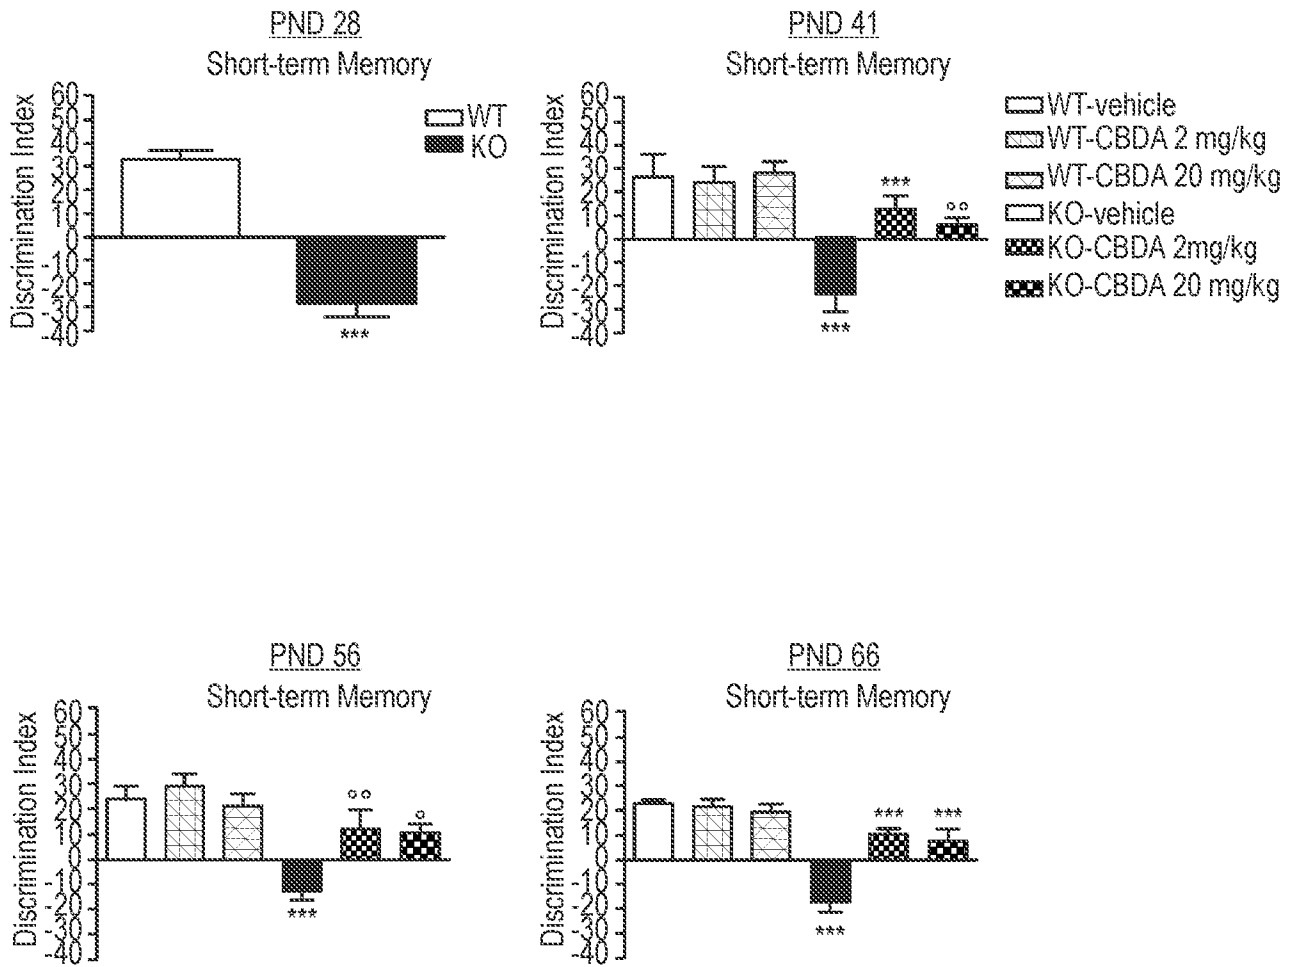 PND 28
Short-term Memory
Discrimination Index
60
50
40
30
20
10
0
-10
-20
-30
-40
WT
KO
***
PND 41
Short-term Memory
Discrimination Index
60
50
40
30
20
10
0
-10
-20
-30
-40
***
***
°°
WT-vehicle
WT-CBDA 2 mg/kg
WT-CBDA 20 mg/kg
KO-vehicle
KO-CBDA 2mg/kg
KO-CBDA 20 mg/kg
PND 56
Short-term Memory
Discrimination Index
60
50
40
30
20
10
0
-10
-20
-30
-40
***
°°
°
PND 66
Short-term Memory
Discrimination Index
60
50
40
30
20
10
0
-10
-20
-30
-40
***
***
***